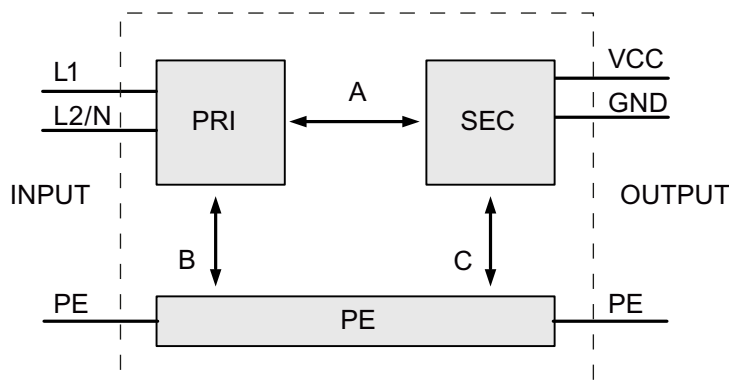 L1
VCC
A
L2/N
PRI
SEC
GND
INPUT
OUTPUT
B
C
PE
PE
PE